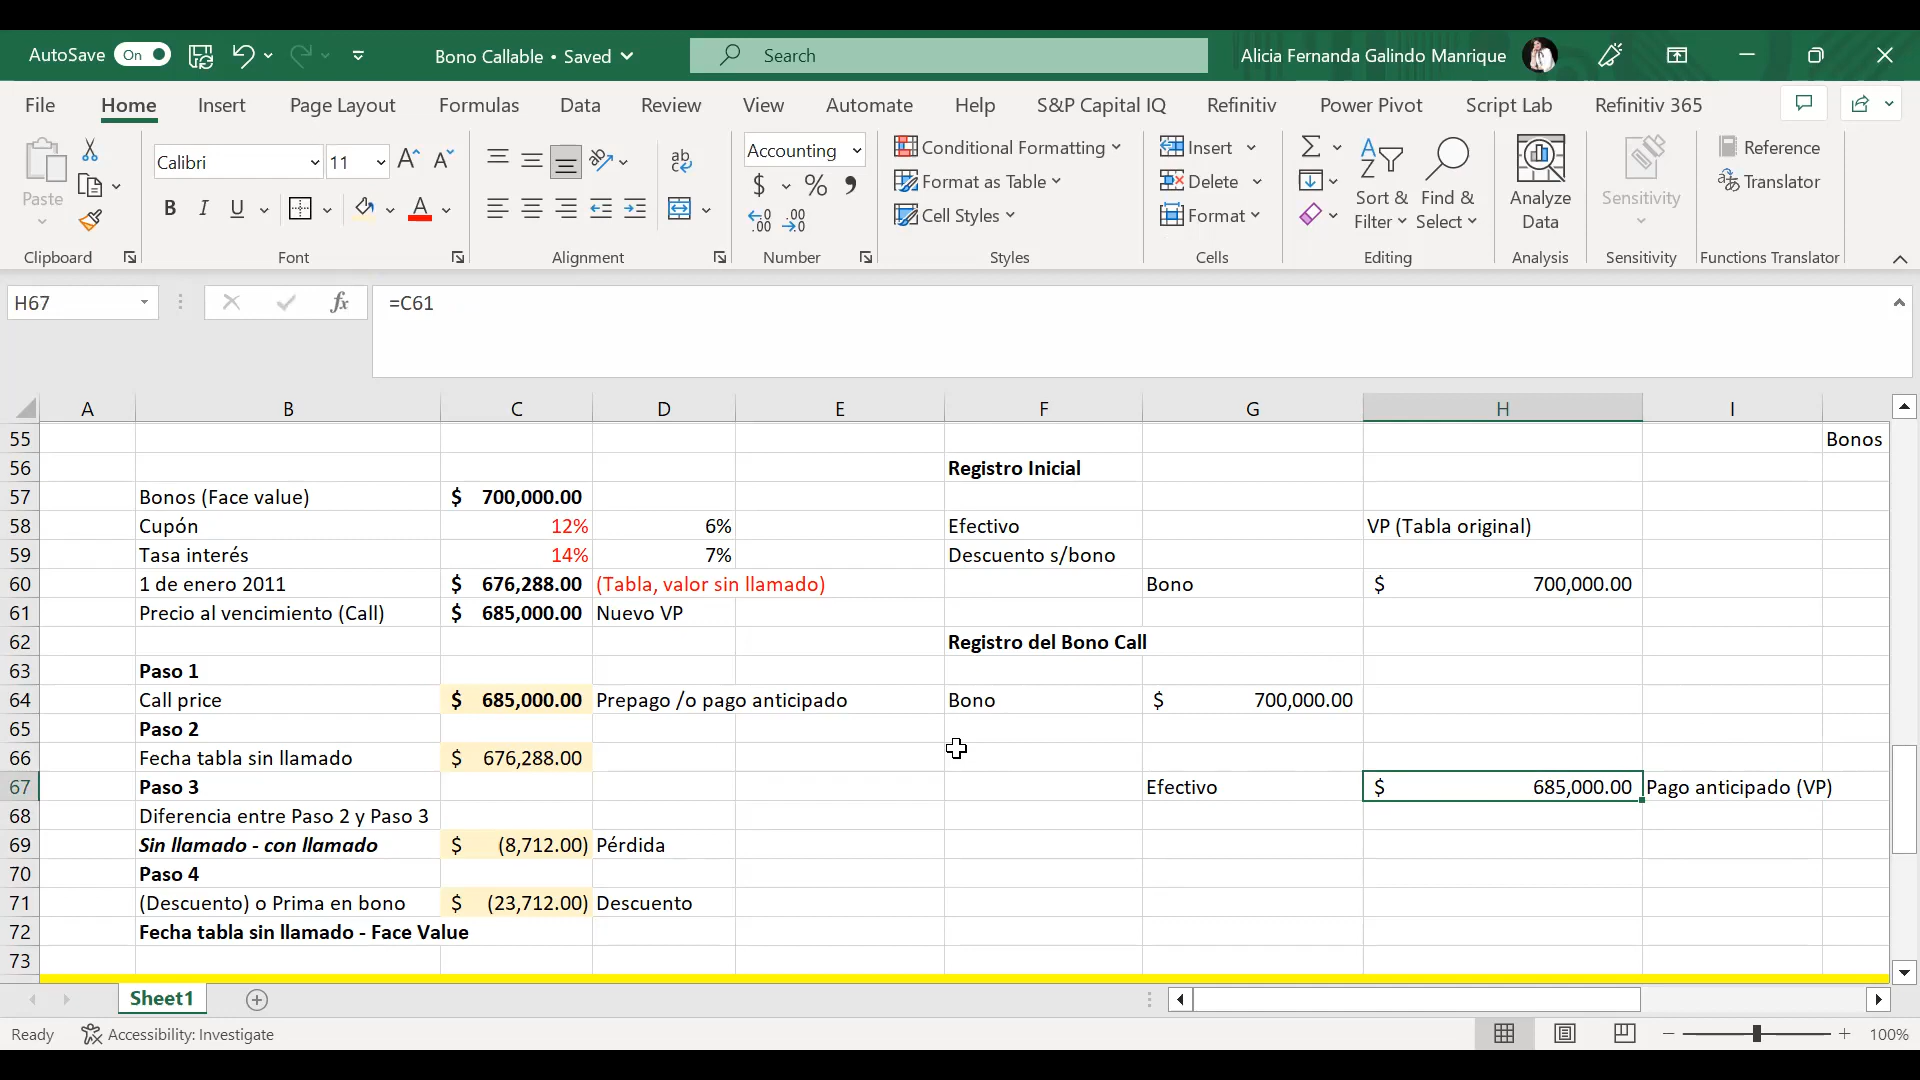 AutoSave On Bono Callable • Saved Search Alicia Fernanda Galindo Manrique
File Home Insert Page Layout Formulas Data Review View Automate Help S&P Capital IQ Refinitiv Power Pivot Script Lab Refinitiv 365
Paste Calibri 11 Accounting Conditional Formatting Insert Reference
Format as Table Delete Translator
Cell Styles Format Sort & Filter Find & Select Analyze Data Sensitivity
B I U $ % ab c A
Clipboard Font Alignment Number Styles Cells Editing Analysis Sensitivity Functions Translator
H67 fx =C61
A B C D E F G H I
55 Bonos
56 Registro Inicial
57 Bonos (Face value) $ 700,000.00
58 Cupón 12% 6% Efectivo VP (Tabla original)
59 Tasa interés 14% 7% Descuento s/bono
60 1 de enero 2011 $ 676,288.00 (Tabla, valor sin llamado) Bono $ 700,000.00
61 Precio al vencimiento (Call) $ 685,000.00 Nuevo VP
62 Registro del Bono Call
63 Paso 1
64 Call price $ 685,000.00 Prepago /o pago anticipado Bono $ 700,000.00
65 Paso 2
66 Fecha tabla sin llamado $ 676,288.00
67 Paso 3 Efectivo $ 685,000.00 Pago anticipado (VP)
68 Diferencia entre Paso 2 y Paso 3
69 Sin llamado - con llamado $ (8,712.00) Pérdida
70 Paso 4
71 (Descuento) o Prima en bono $ (23,712.00) Descuento
72 Fecha tabla sin llamado - Face Value
73
Sheet1
Ready Accessibility: Investigate 100%